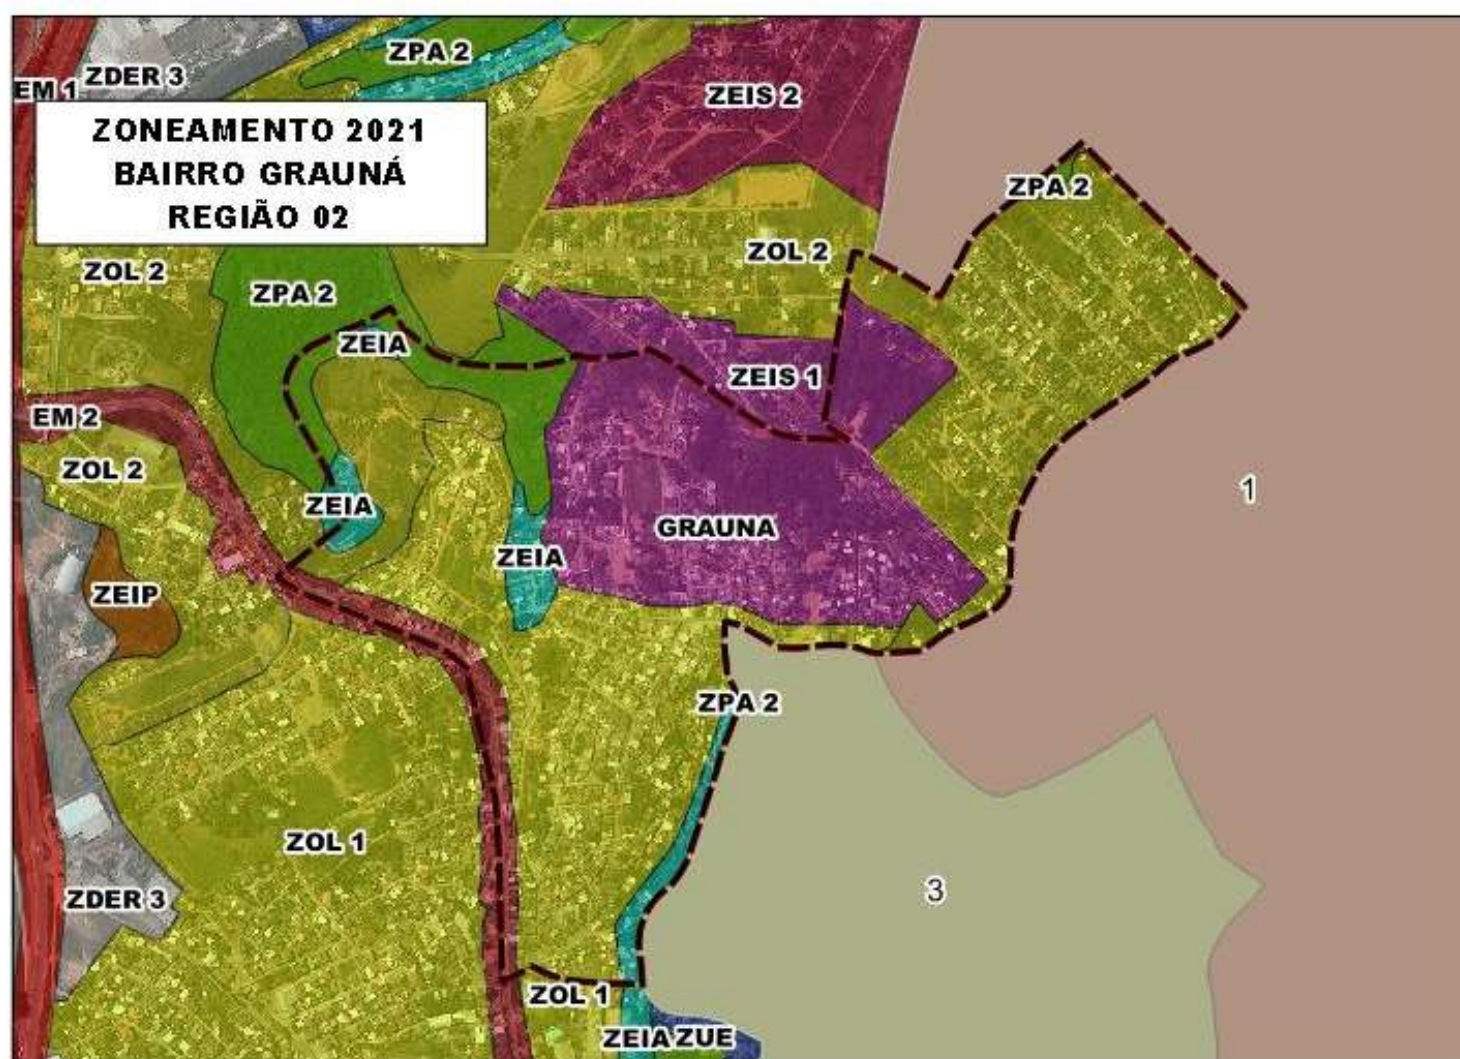 ZPA 2
ZDER 3
EM 1
ZEIS 2
ZONEAMENTO 2021
BAIRRO GRAUNÁ
REGIÃO 02
ZPA 2
ZOL 2
ZOL 2
ZPA 2
ZEIA
ZEIS 1
EM 2
ZOL 2
1
ZEIA
GRAUNA
ZEIA
ZEIP
ZPA 2
ZOL 1
3
ZDER 3
ZOL 1
ZEIA ZUE